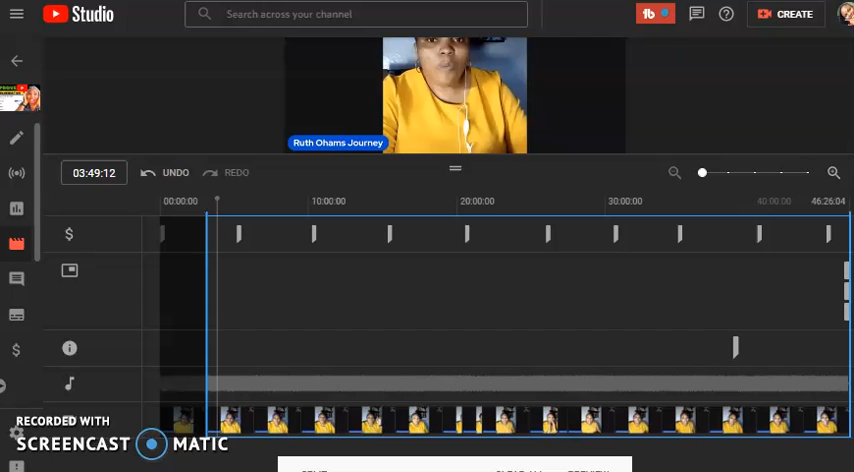 Studio
Search across your channel
CREATE
Ruth Ohams Journey
03:49:12
UNDO
REDO
00:00:00
10:00:00
20:00:00
30:00:00
40:00:00
46:26:04
RECORDED WITH
SCREENCAST
MATIC